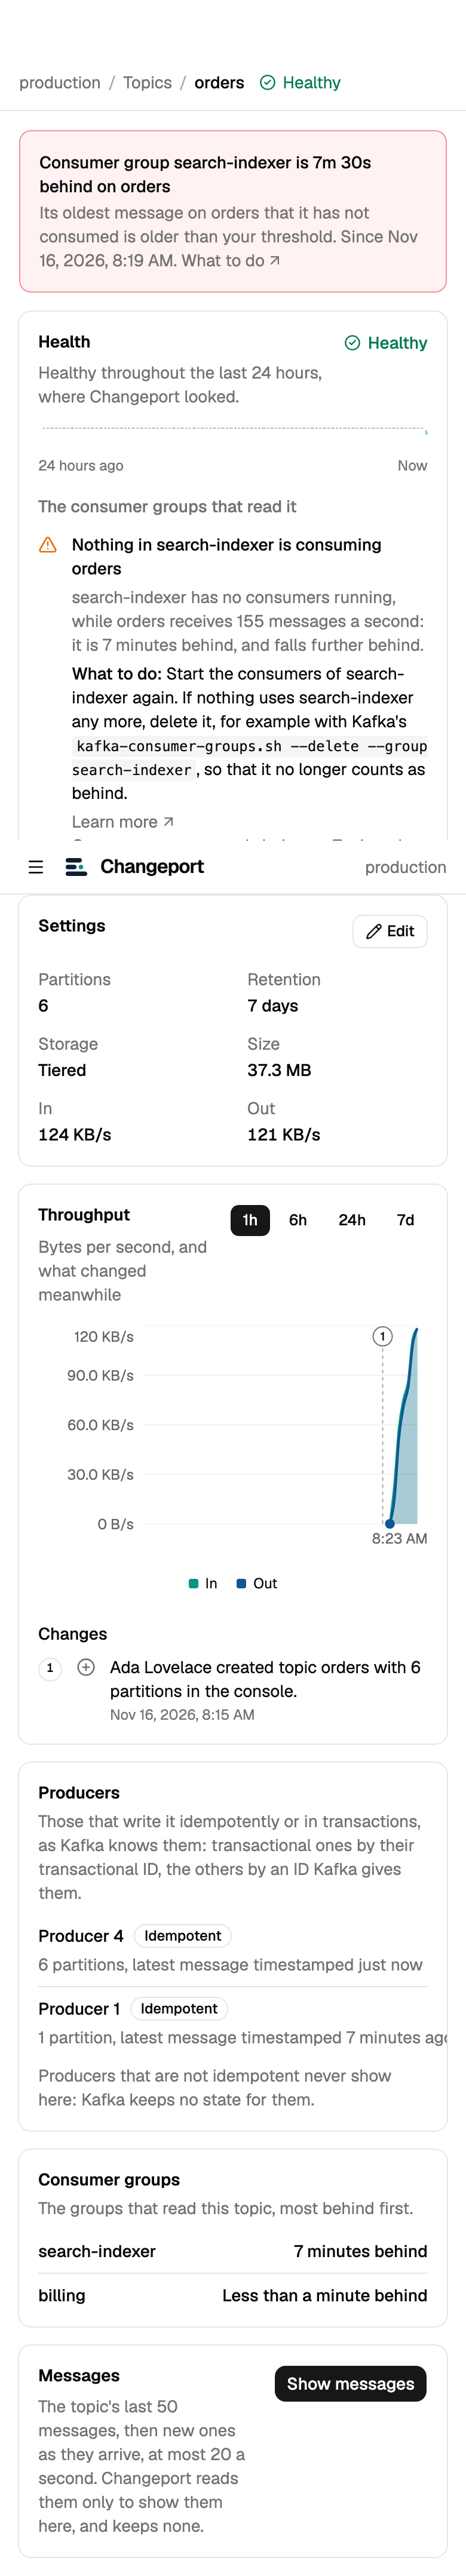 production / Topics / orders Healthy
Consumer group search-indexer is 7m 30s
behind on orders
Its oldest message on orders that it has not
consumed is older than your threshold. Since Nov
16, 2026, 8:19 AM. What to do ↗
Health
Healthy
Healthy throughout the last 24 hours,
where Changeport looked.
24 hours ago
Now
The consumer groups that read it
Nothing in search-indexer is consuming
orders
search-indexer has no consumers running,
while orders receives 155 messages a second:
it is 7 minutes behind, and falls further behind.
What to do: Start the consumers of search-
indexer again. If nothing uses search-indexer
any more, delete it, for example with Kafka's
kafka-consumer-groups.sh --delete --group
search-indexer, so that it no longer counts as
behind.
Learn more ↗
Changeport
production
Settings
Edit
Partitions
Retention
6
7 days
Storage
Size
Tiered
37.3 MB
In
Out
124 KB/s
121 KB/s
Throughput
1h 6h 24h 7d
Bytes per second, and
what changed
meanwhile
120 KB/s
1
90.0 KB/s
60.0 KB/s
30.0 KB/s
0 B/s
8:23 AM
In Out
Changes
1 Ada Lovelace created topic orders with 6
partitions in the console.
Nov 16, 2026, 8:15 AM
Producers
Those that write it idempotently or in transactions,
as Kafka knows them: transactional ones by their
transactional ID, the others by an ID Kafka gives
them.
Producer 4 Idempotent
6 partitions, latest message timestamped just now
Producer 1 Idempotent
1 partition, latest message timestamped 7 minutes ago
Producers that are not idempotent never show
here: Kafka keeps no state for them.
Consumer groups
The groups that read this topic, most behind first.
search-indexer 7 minutes behind
billing Less than a minute behind
Messages
Show messages
The topic's last 50
messages, then new ones
as they arrive, at most 20 a
second. Changeport reads
them only to show them
here, and keeps none.